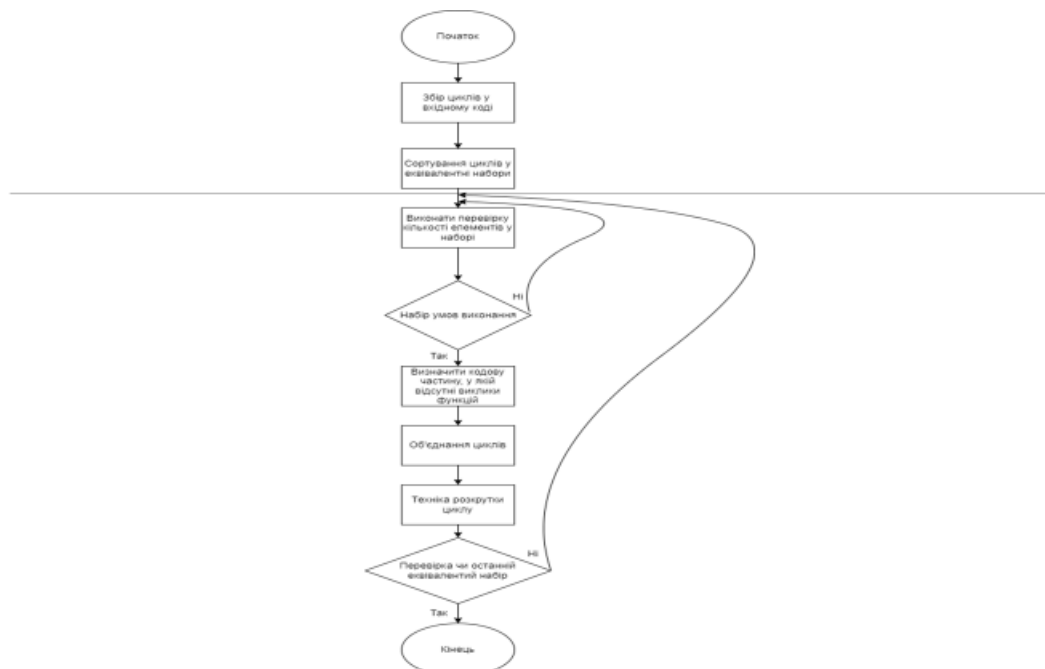 Початок
Збір циклів у
вхідному коді
Сортування циклів у
еквівалентні набори
Виконати перевірку
кількості елементів у
наборі
Ні
Набір умов виконання
Так
Визначити кодову
частину, у якій
відсутні виклики
функцій
Об'єднання циклів
Техніка розкрутки
циклу
Ні
Перевірка чи останній
еквівалентий набір
Так
Кінець